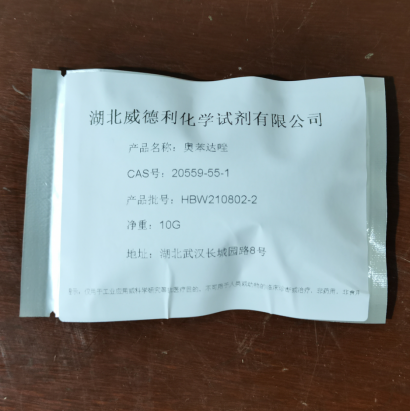 湖北威德利化学试剂有限公司
产品名称：奥苯达唑
CAS号：20559-55-1
产品批号：HBW210802-2
净重：10G
地址：湖北武汉长城园路8号